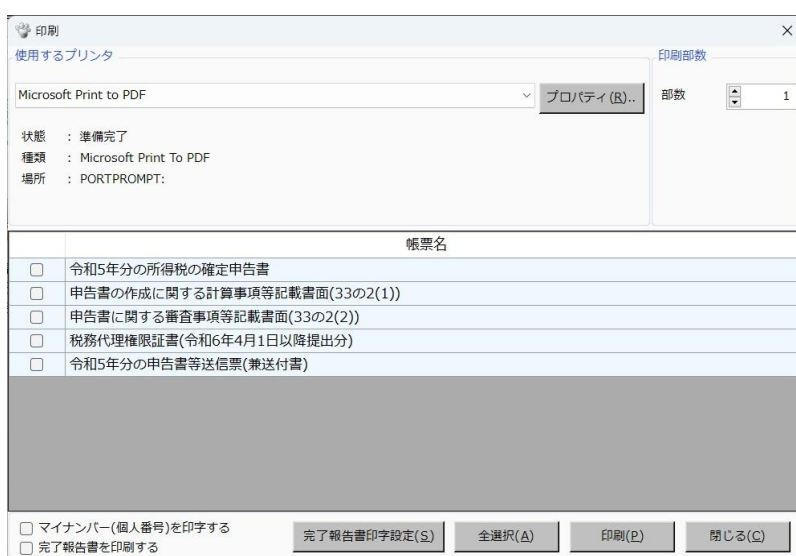 印刷
使用するプリンタ
印刷部数
Microsoft Print to PDF
プロパティ(R)..
部数
1
状態 : 準備完了
種類 : Microsoft Print To PDF
場所 : PORTPROMPT:
帳票名
令和5年分の所得税の確定申告書
申告書の作成に関する計算事項等記載書面(33の2(1))
申告書に関する審査事項等記載書面(33の2(2))
税務代理権限証書(令和6年4月1日以降提出分)
令和5年分の申告書等送信票(兼送付書)
マイナンバー(個人番号)を印字する
完了報告書を印刷する
完了報告書印字設定(S)
全選択(A)
印刷(P)
閉じる(C)